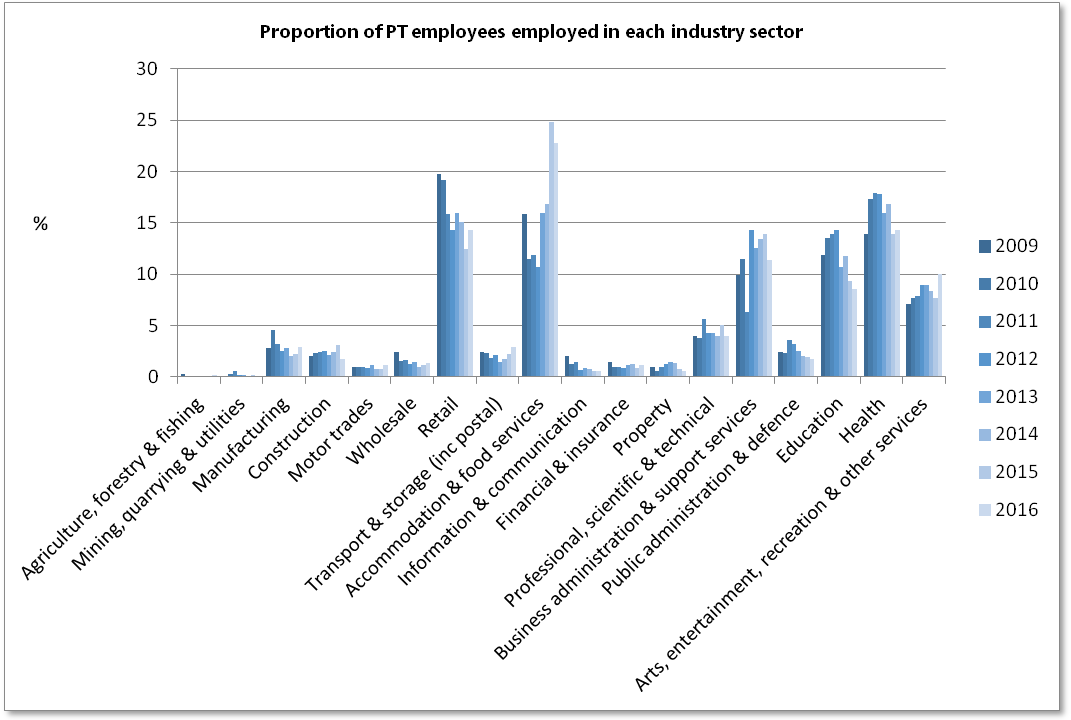 Proportion of PT employees employed in each industry sector
30
25
20
15
10
5
0
%
Agriculture, forestry & fishing
Mining, quarrying & utilities
Manufacturing
Construction
Motor trades
Wholesale
Retail
Transport & storage (inc postal)
Accommodation & food services
Information & communication
Financial & insurance
Property
Professional, scientific & technical
Business administration & support services
Public administration & defence
Education
Health
Arts, entertainment, recreation & other services
2009
2010
2011
2012
2013
2014
2015
2016